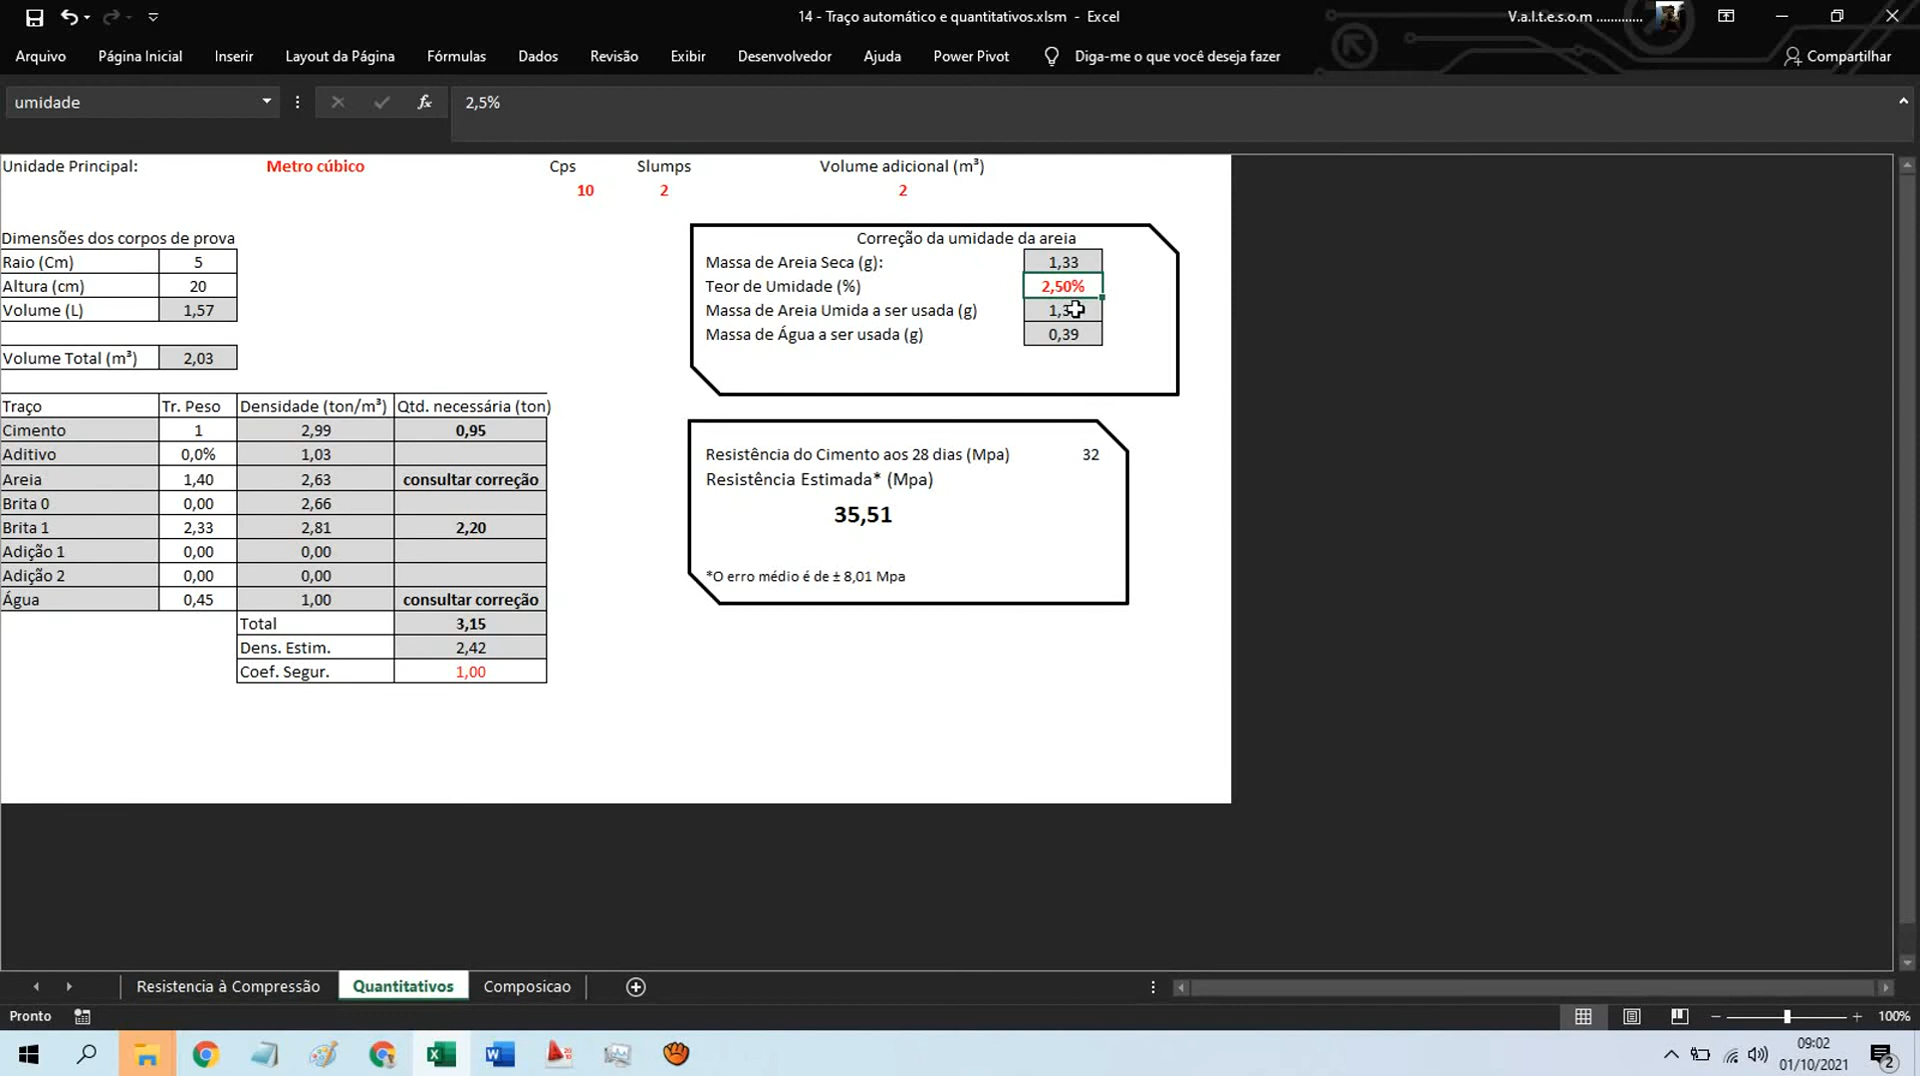 14 - Traço automático e quantitativos.xlsm - Excel
V.a.l.t.e.s.o.m .............
Arquivo Página Inicial Inserir Layout da Página Fórmulas Dados Revisão Exibir Desenvolvedor Ajuda Power Pivot Diga-me o que você deseja fazer Compartilhar
umidade fx 2,5%
Unidade Principal: Metro cúbico Cps Slumps Volume adicional (m³)
10 2 2
Dimensões dos corpos de prova Correção da umidade da areia
Raio (Cm) 5 Massa de Areia Seca (g): 1,33
Altura (cm) 20 Teor de Umidade (%) 2,50%
Volume (L) 1,57 Massa de Areia Umida a ser usada (g)
Massa de Água a ser usada (g) 0,39
Volume Total (m³) 2,03
Traço Tr. Peso Densidade (ton/m³) Qtd. necessária (ton)
Cimento 1 2,99 0,95
Aditivo 0,0% 1,03 Resistência do Cimento aos 28 dias (Mpa) 32
Areia 1,40 2,63 consultar correção Resistência Estimada* (Mpa)
Brita 0 0,00 2,66 35,51
Brita 1 2,33 2,81 2,20
Adição 1 0,00 0,00
Adição 2 0,00 0,00 *O erro médio é de ± 8,01 Mpa
Água 0,45 1,00 consultar correção
Total 3,15
Dens. Estim. 2,42
Coef. Segur. 1,00
Resistencia à Compressão Quantitativos Composicao
Pronto 100%
09:02
01/10/2021
2